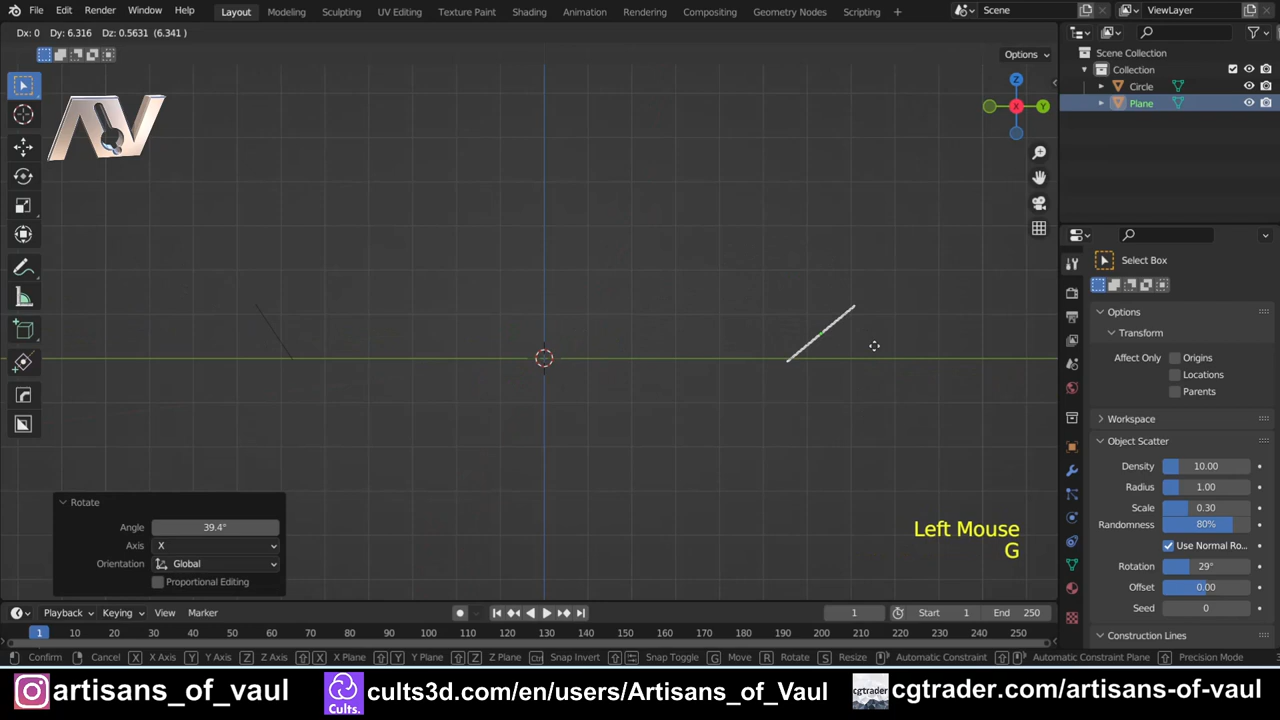 File Edit Render Window Help Layout Modeling Sculpting UV Editing Texture Paint Shading Animation Rendering Compositing Geometry Nodes Scripting + Scene ViewLayer
Dx: 0 Dy: 6.316 Dz: 0.5631 (6.341 )
Options
Z
X
Y
AV
Scene Collection
Collection
Circle
Plane
Select Box
Options
Transform
Affect Only Origins
Locations
Parents
Workspace
Object Scatter
Density 10.00
Radius 1.00
Scale 0.30
Randomness 80%
Use Normal Ro...
Rotation 29°
Offset 0.00
Seed 0
Construction Lines
Rotate
Angle 39.4°
Axis X
Orientation Global
Proportional Editing
Left Mouse
G
Playback Keying View Marker 1 Start 1 End 250
1 10 20 30 40 50 60 70 80 90 100 110 120 130 140 150 160 170 180 190 200 210 220 230 240 250
Confirm Cancel X X Axis Y Y Axis Z Z Axis X X Plane Y Y Plane Z Z Plane Ctrl Snap Invert Snap Toggle G Move R Rotate S Resize Automatic Constraint Automatic Constraint Plane Precision Mode
artisans_of_vaul Cults. cults3d.com/en/users/Artisans_of_Vaul cgtrader.com/artisans-of-vaul